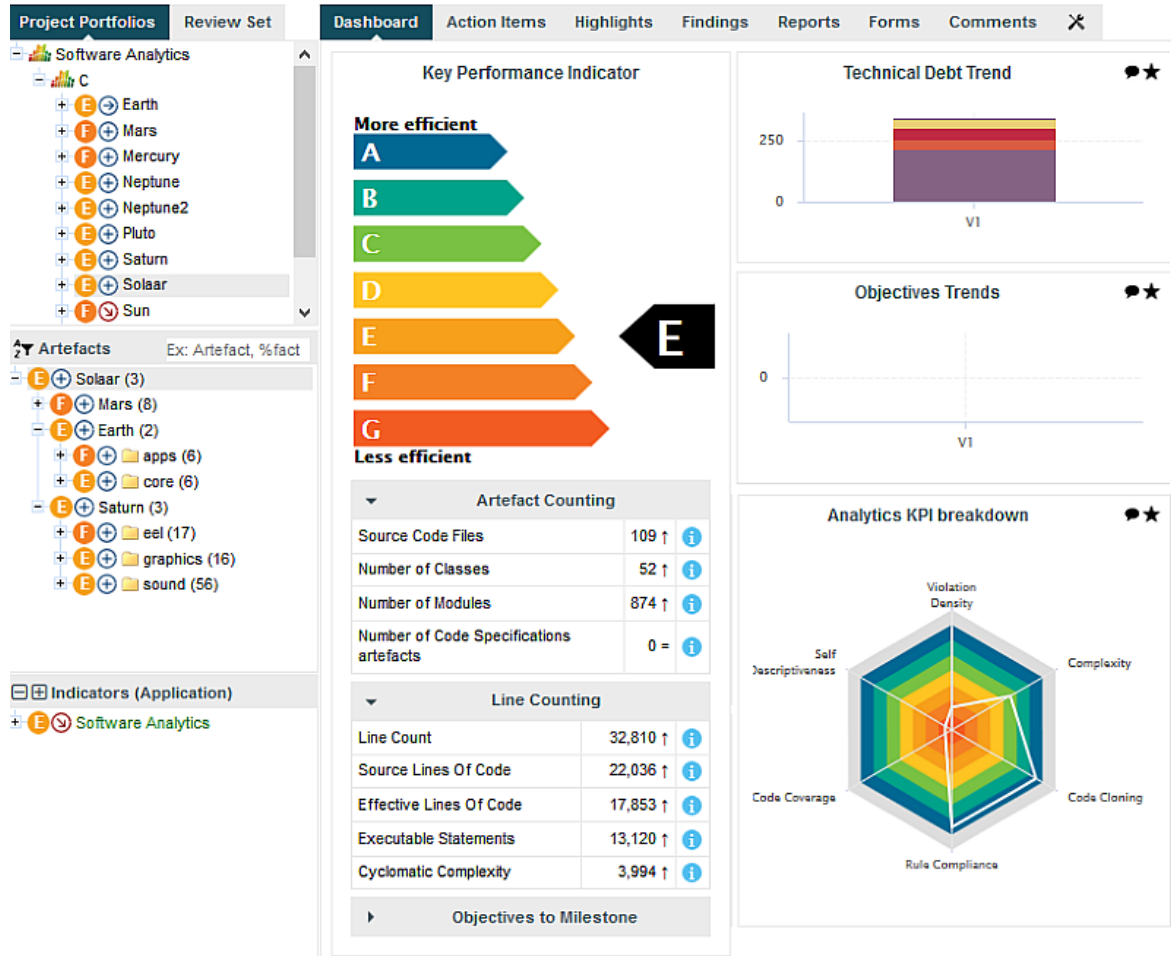 Project Portfolios
Review Set
Software Analytics
C
E Earth
F Mars
F Mercury
E Neptune
E Neptune2
E Pluto
E Saturn
E Solaar
F Sun
Artefacts
Ex: Artefact, %fact
E Solaar (3)
F Mars (8)
E Earth (2)
F apps (6)
E core (6)
E Saturn (3)
F eel (17)
E graphics (16)
E sound (56)
Indicators (Application)
E Software Analytics
Dashboard
Action Items
Highlights
Findings
Reports
Forms
Comments
Key Performance Indicator
More efficient
A
B
C
D
E
E
F
G
Less efficient
Artefact Counting
Source Code Files 109 ↑
Number of Classes 52 ↑
Number of Modules 874 ↑
Number of Code Specifications
artefacts 0 =
Line Counting
Line Count 32,810 ↑
Source Lines Of Code 22,036 ↑
Effective Lines Of Code 17,853 ↑
Executable Statements 13,120 ↑
Cyclomatic Complexity 3,994 ↑
Objectives to Milestone
Technical Debt Trend
250
0
V1
Objectives Trends
0
V1
Analytics KPI breakdown
Violation
Density
Self
Descriptiveness
Complexity
Code Coverage
Code Cloning
Rule Compliance